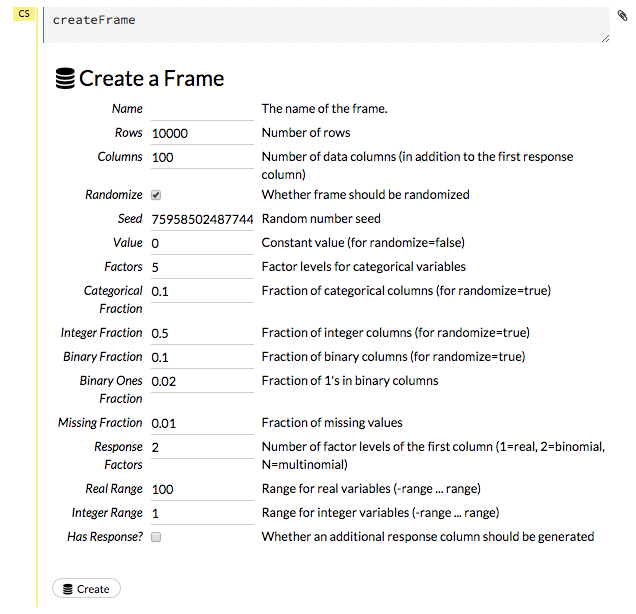 CS
createFrame
Create a Frame
Name The name of the frame.
Rows 10000 Number of rows
Columns 100 Number of data columns (in addition to the first response
column)
Randomize Whether frame should be randomized
Seed 75958502487744 Random number seed
Value 0 Constant value (for randomize=false)
Factors 5 Factor levels for categorical variables
Categorical 0.1 Fraction of categorical columns (for randomize=true)
Fraction
Integer Fraction 0.5 Fraction of integer columns (for randomize=true)
Binary Fraction 0.1 Fraction of binary columns (for randomize=true)
Binary Ones 0.02 Fraction of 1's in binary columns
Fraction
Missing Fraction 0.01 Fraction of missing values
Response 2 Number of factor levels of the first column (1=real, 2=binomial,
Factors N=multinomial)
Real Range 100 Range for real variables (-range ... range)
Integer Range 1 Range for integer variables (-range ... range)
Has Response? Whether an additional response column should be generated
Create